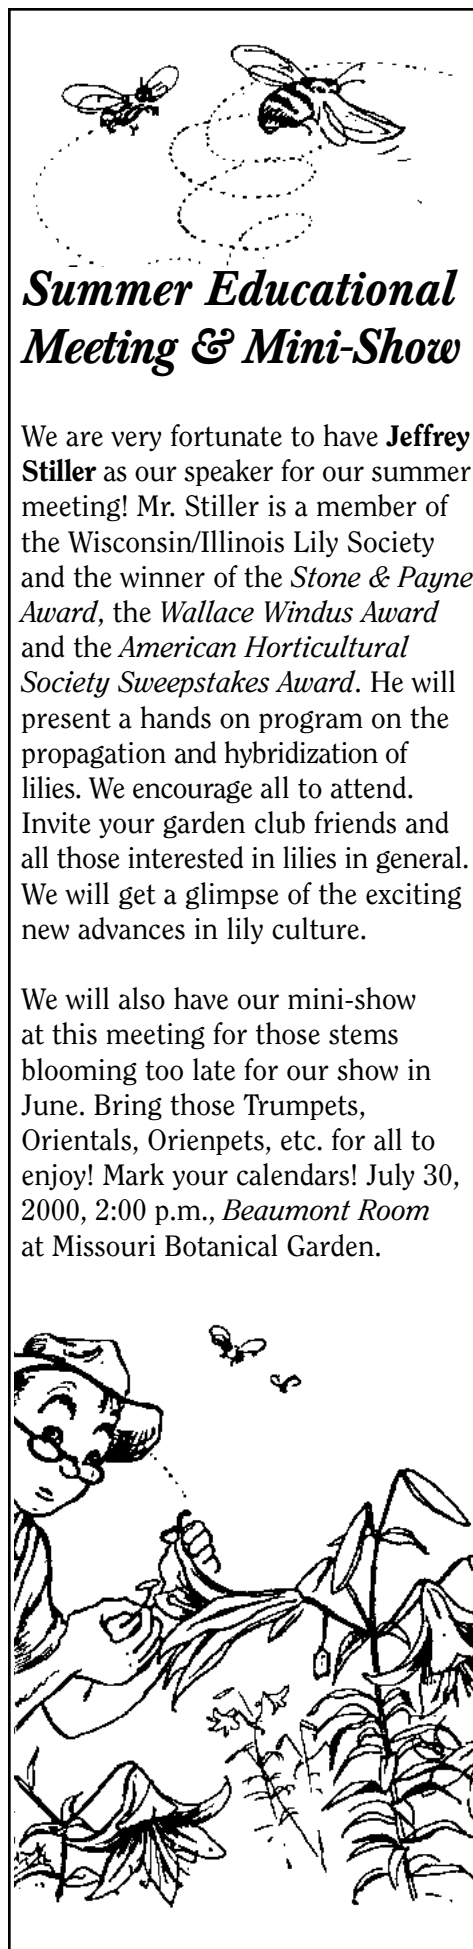 Summer Educational
Meeting & Mini-Show
We are very fortunate to have Jeffrey
Stiller as our speaker for our summer
meeting! Mr. Stiller is a member of
the Wisconsin/Illinois Lily Society
and the winner of the Stone & Payne
Award, the Wallace Windus Award
and the American Horticultural
Society Sweepstakes Award. He will
present a hands on program on the
propagation and hybridization of
lilies. We encourage all to attend.
Invite your garden club friends and
all those interested in lilies in general.
We will get a glimpse of the exciting
new advances in lily culture.
We will also have our mini-show
at this meeting for those stems
blooming too late for our show in
June. Bring those Trumpets,
Orientals, Orienpets, etc. for all to
enjoy! Mark your calendars! July 30,
2000, 2:00 p.m., Beaumont Room
at Missouri Botanical Garden.